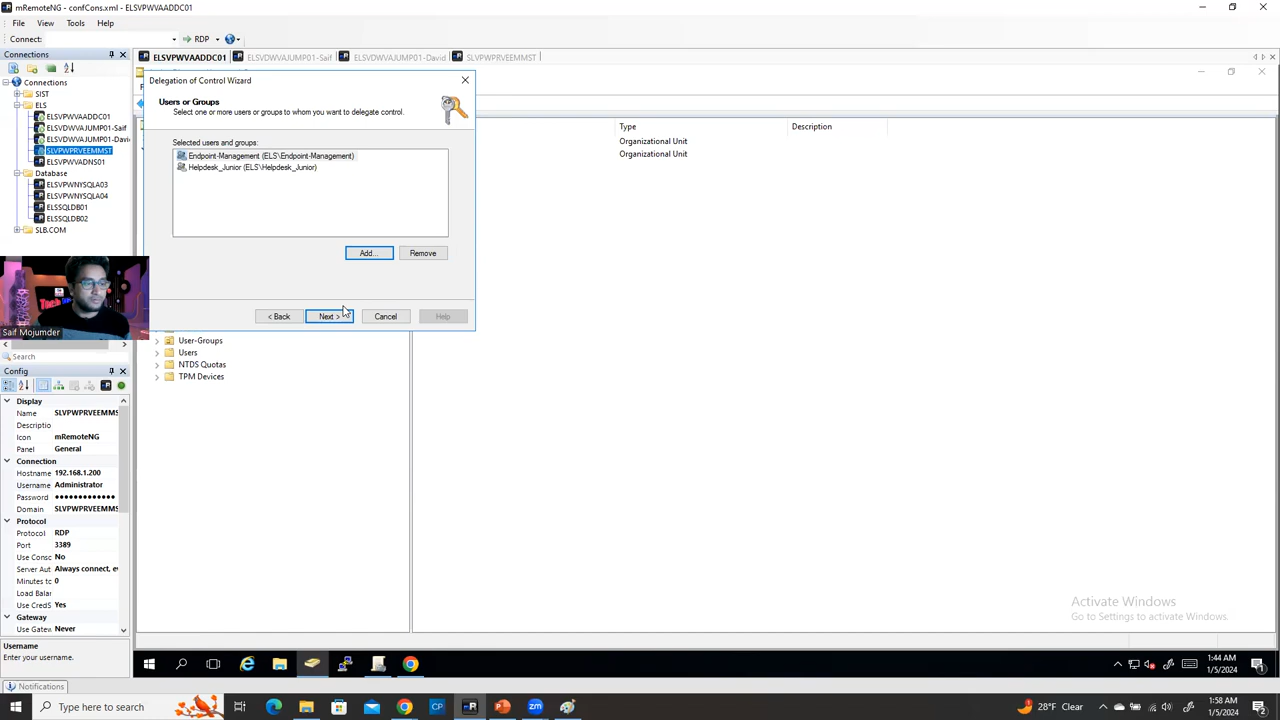 mRemoteNG - confCons.xml - ELSVPWVAADDC01
File View Tools Help
Connect: RDP
Connections
Connections
SIST
ELS
ELSVPWVAADDC01
ELSVDWVAJUMP01-Saif
ELSVDWVAJUMP01-Davi
SLVPWPRVEEMMST
ELSVPWVADNS01
Database
ELSVPWNYSQLA03
ELSVPWNYSQLA04
ELSSQLDB01
ELSSQLDB02
SLB.COM
Saif Mojumder
Search
Config
Display
Name SLVPWPRVEEMMS
Descriptio
Icon mRemoteNG
Panel General
Connection
Hostname 192.168.1.200
Username Administrator
Password ●●●●●●●●●●●●●
Domain SLVPWPRVEEMMS
Protocol
Protocol RDP
Port 3389
Use Consc No
Server Aut Always connect, e
Minutes to 0
Load Balar
Use CredS Yes
Gateway
Use Gatew Never
Username
Enter your username.
Notifications
ELSVPWVAADDC01 ELSVDWVAJUMP01-Saif ELSVDWVAJUMP01-David SLVPWPRVEEMMST
Delegation of Control Wizard
Users or Groups
Select one or more users or groups to whom you want to delegate control.
Selected users and groups:
Endpoint-Management (ELS\Endpoint-Management)
Helpdesk_Junior (ELS\Helpdesk_Junior)
Add... Remove
< Back Next > Cancel Help
Type Description
Organizational Unit
Organizational Unit
User-Groups
Users
NTDS Quotas
TPM Devices
Activate Windows
Go to Settings to activate Windows.
1:44 AM
1/5/2024
Type here to search
28°F Clear
1:58 AM
1/5/2024